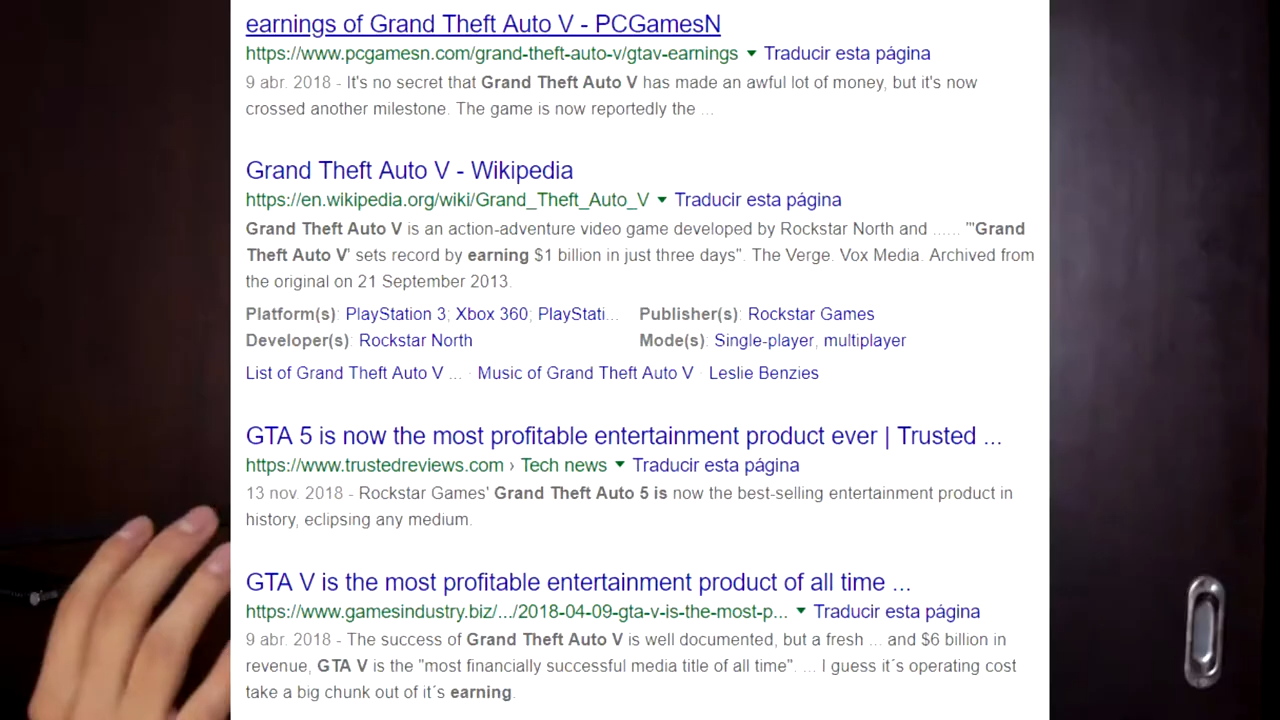 earnings of Grand Theft Auto V - PCGamesN
https://www.pcgamesn.com/grand-theft-auto-v/gtav-earnings ▼ Traducir esta página
9 abr. 2018 - It's no secret that Grand Theft Auto V has made an awful lot of money, but it's now
crossed another milestone. The game is now reportedly the ...
Grand Theft Auto V - Wikipedia
https://en.wikipedia.org/wiki/Grand_Theft_Auto_V ▼ Traducir esta página
Grand Theft Auto V is an action-adventure video game developed by Rockstar North and ...... "'Grand
Theft Auto V' sets record by earning $1 billion in just three days". The Verge. Vox Media. Archived from
the original on 21 September 2013.
Platform(s): PlayStation 3; Xbox 360; PlayStati... Publisher(s): Rockstar Games
Developer(s): Rockstar North Mode(s): Single-player, multiplayer
List of Grand Theft Auto V ... · Music of Grand Theft Auto V · Leslie Benzies
GTA 5 is now the most profitable entertainment product ever | Trusted ...
https://www.trustedreviews.com › Tech news ▼ Traducir esta página
13 nov. 2018 - Rockstar Games' Grand Theft Auto 5 is now the best-selling entertainment product in
history, eclipsing any medium.
GTA V is the most profitable entertainment product of all time ...
https://www.gamesindustry.biz/.../2018-04-09-gta-v-is-the-most-p... ▼ Traducir esta página
9 abr. 2018 - The success of Grand Theft Auto V is well documented, but a fresh ... and $6 billion in
revenue, GTA V is the "most financially successful media title of all time". ... I guess it´s operating cost
take a big chunk out of it´s earning.